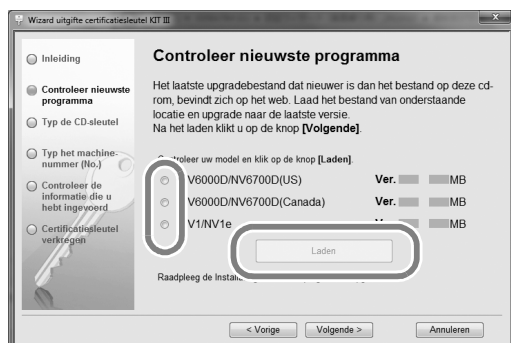 Wizard uitgifte certificatiesleutel KIT III
Inleiding
Controleer nieuwste
programma
Typ de CD-sleutel
Typ het machine-
nummer (No.)
Controleer de
informatie die u
hebt ingevoerd
Certificatiesleutel
verkregen
Controleer nieuwste programma
Het laatste upgradebestand dat nieuwer is dan het bestand op deze cd-
rom, bevindt zich op het web. Laad het bestand van onderstaande
locatie en upgrade naar de laatste versie.
Na het laden klikt u op de knop [Volgende].
Controleer uw model en klik op de knop [Laden].
V6000D/NV6700D(US) Ver. MB
V6000D/NV6700D(Canada) Ver. MB
V1/NV1e MB
Laden
Raadpleeg de
< Vorige Volgende > Annuleren